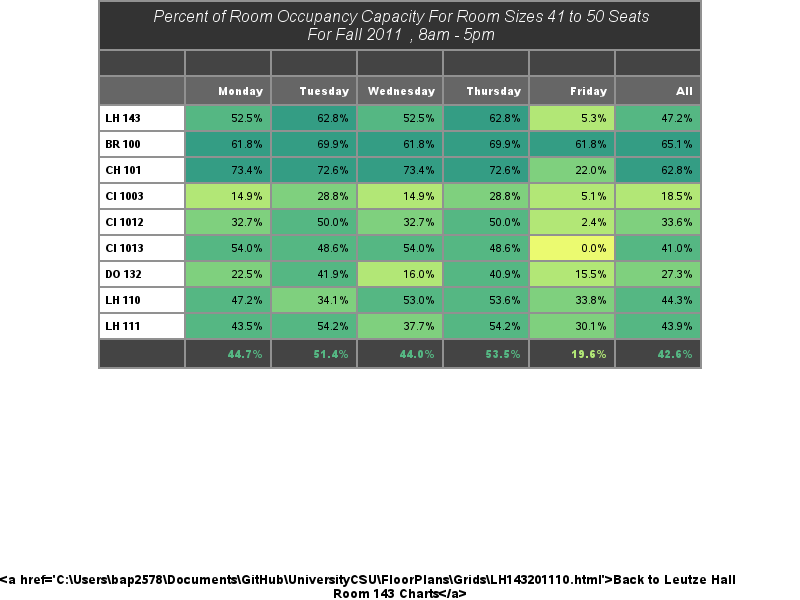 Percent of Room Occupancy Capacity For Room Sizes 41 to 50 Seats
For Fall 2011 , 8am - 5pm
Monday Tuesday Wednesday Thursday Friday All
LH 143 52.5% 62.8% 52.5% 62.8% 5.3% 47.2%
BR 100 61.8% 69.9% 61.8% 69.9% 61.8% 65.1%
CH 101 73.4% 72.6% 73.4% 72.6% 22.0% 62.8%
CI 1003 14.9% 28.8% 14.9% 28.8% 5.1% 18.5%
CI 1012 32.7% 50.0% 32.7% 50.0% 2.4% 33.6%
CI 1013 54.0% 48.6% 54.0% 48.6% 0.0% 41.0%
DO 132 22.5% 41.9% 16.0% 40.9% 15.5% 27.3%
LH 110 47.2% 34.1% 53.0% 53.6% 33.8% 44.3%
LH 111 43.5% 54.2% 37.7% 54.2% 30.1% 43.9%
44.7% 51.4% 44.0% 53.5% 19.6% 42.6%
<a href='C:\Users\bap2578\Documents\GitHub\UniversityCSU\FloorPlans\Grids\LH143201110.html'>Back to Leutze Hall
Room 143 Charts</a>